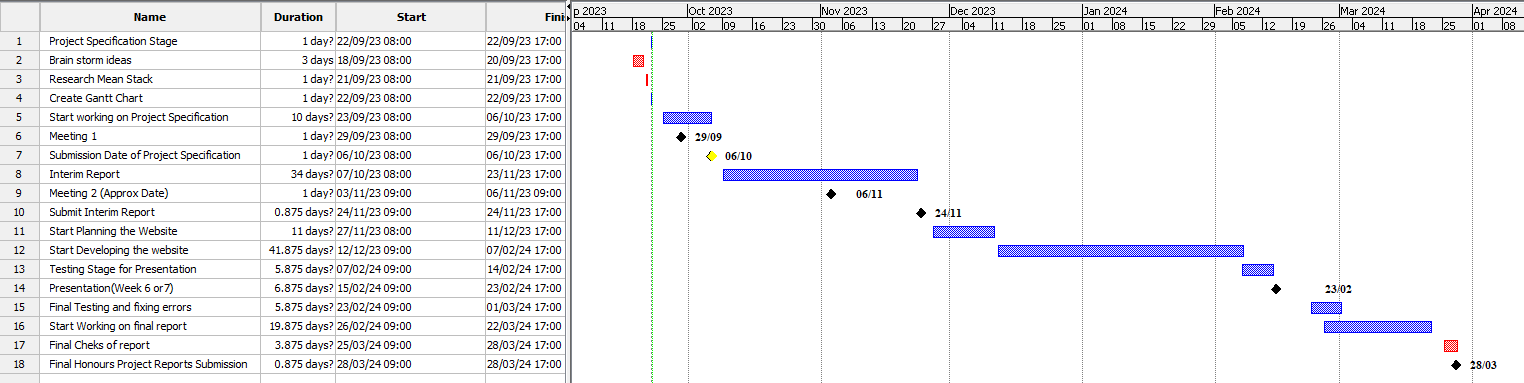 Name Duration Start Fini
p 2023 Oct 2023 Nov 2023 Dec 2023 Jan 2024 Feb 2024 Mar 2024 Apr 2024
04 11 18 25 02 09 16 23 30 06 13 20 27 04 11 18 25 01 08 15 22 29 05 12 19 26 04 11 18 25 01 08
1 Project Specification Stage 1 day? 22/09/23 08:00 22/09/23 17:00
2 Brain storm ideas 3 days 18/09/23 08:00 20/09/23 17:00
3 Research Mean Stack 1 day? 21/09/23 08:00 21/09/23 17:00
4 Create Gantt Chart 1 day? 22/09/23 08:00 22/09/23 17:00
5 Start working on Project Specification 10 days? 23/09/23 08:00 06/10/23 17:00
6 Meeting 1 1 day? 29/09/23 08:00 29/09/23 17:00 29/09
7 Submission Date of Project Specification 1 day? 06/10/23 08:00 06/10/23 17:00 06/10
8 Interim Report 34 days? 07/10/23 08:00 23/11/23 17:00
9 Meeting 2 (Approx Date) 1 day? 03/11/23 09:00 06/11/23 09:00 06/11
10 Submit Interim Report 0.875 days? 24/11/23 09:00 24/11/23 17:00 24/11
11 Start Planning the Website 11 days? 27/11/23 08:00 11/12/23 17:00
12 Start Developing the website 41.875 days? 12/12/23 09:00 07/02/24 17:00
13 Testing Stage for Presentation 5.875 days? 07/02/24 09:00 14/02/24 17:00
14 Presentation(Week 6 or7) 6.875 days? 15/02/24 09:00 23/02/24 17:00 23/02
15 Final Testing and fixing errors 5.875 days? 23/02/24 09:00 01/03/24 17:00
16 Start Working on final report 19.875 days? 26/02/24 09:00 22/03/24 17:00
17 Final Cheks of report 3.875 days? 25/03/24 09:00 28/03/24 17:00
18 Final Honours Project Reports Submission 0.875 days? 28/03/24 09:00 28/03/24 17:00 28/03